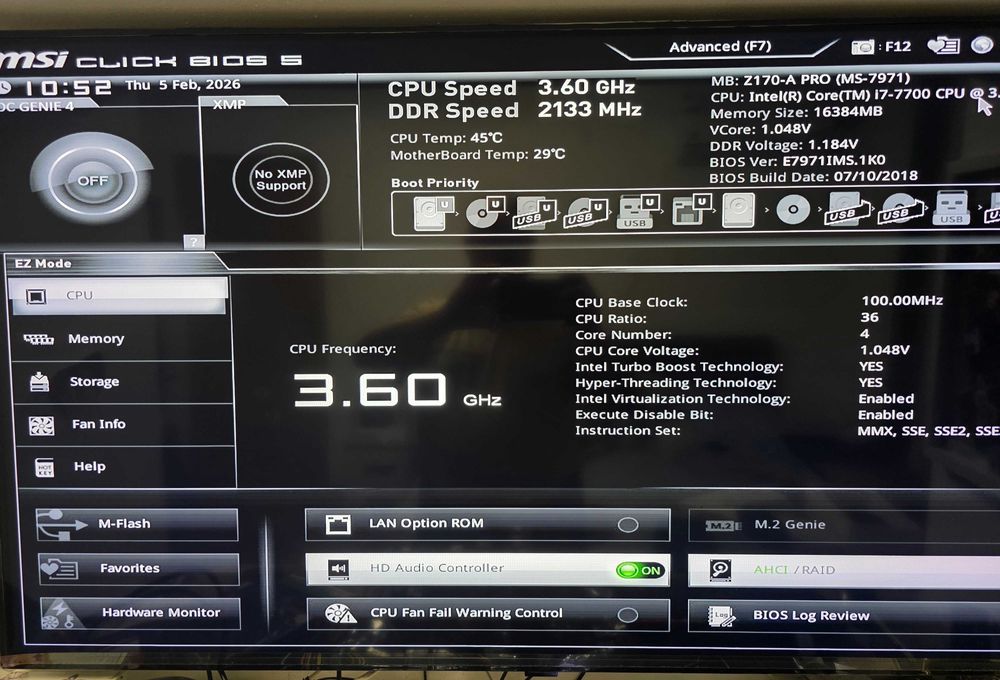 msi CLICK BIOS 5
Advanced (F7)
: F12
10:52 Thu 5 Feb, 2026
OC GENIE 4
XMP
OFF
No XMP
Support
?
CPU Speed 3.60 GHz
DDR Speed 2133 MHz
CPU Temp: 45℃
MotherBoard Temp: 29℃
MB: Z170-A PRO (MS-7971)
CPU: Intel(R) Core(TM) i7-7700 CPU @ 3.
Memory Size: 16384MB
VCore: 1.048V
DDR Voltage: 1.184V
BIOS Ver: E7971IMS.1K0
BIOS Build Date: 07/10/2018
Boot Priority
U U USB U USB U USB U U USB USB USB U
EZ Mode
CPU
Memory
Storage
Fan Info
HOT KEY Help
CPU Frequency:
3.60 GHz
CPU Base Clock: 100.00MHz
CPU Ratio: 36
Core Number: 4
CPU Core Voltage: 1.048V
Intel Turbo Boost Technology: YES
Hyper-Threading Technology: YES
Intel Virtualization Technology: Enabled
Execute Disable Bit: Enabled
Instruction Set: MMX, SSE, SSE2, SSE
M-Flash
Favorites
Hardware Monitor
LAN Option ROM
HD Audio Controller ON
CPU Fan Fail Warning Control
M.2 M.2 Genie
AHCI / RAID
Log BIOS Log Review